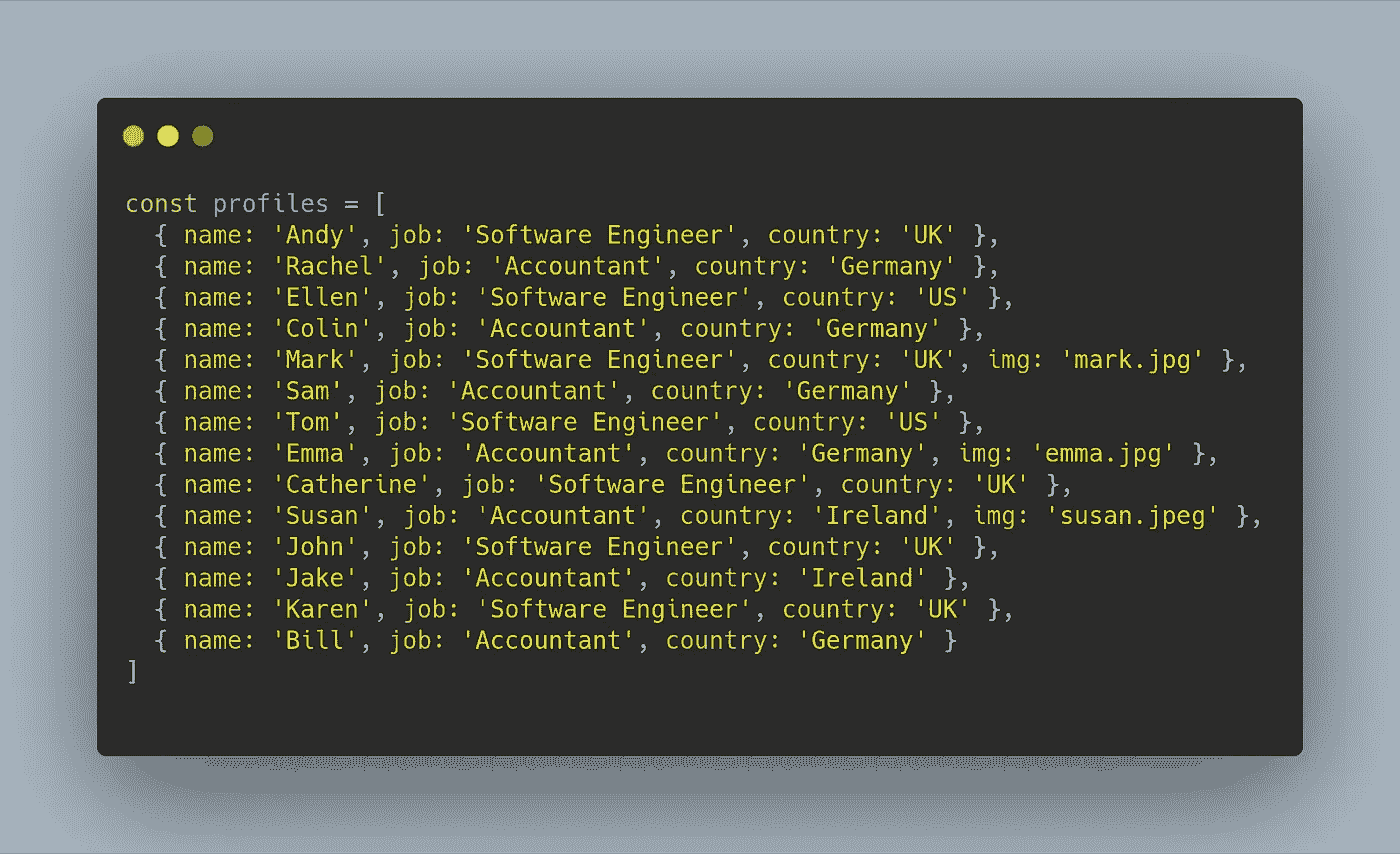 const profiles = [
  { name: 'Andy', job: 'Software Engineer', country: 'UK' },
  { name: 'Rachel', job: 'Accountant', country: 'Germany' },
  { name: 'Ellen', job: 'Software Engineer', country: 'US' },
  { name: 'Colin', job: 'Accountant', country: 'Germany' },
  { name: 'Mark', job: 'Software Engineer', country: 'UK', img: 'mark.jpg' },
  { name: 'Sam', job: 'Accountant', country: 'Germany' },
  { name: 'Tom', job: 'Software Engineer', country: 'US' },
  { name: 'Emma', job: 'Accountant', country: 'Germany', img: 'emma.jpg' },
  { name: 'Catherine', job: 'Software Engineer', country: 'UK' },
  { name: 'Susan', job: 'Accountant', country: 'Ireland', img: 'susan.jpeg' },
  { name: 'John', job: 'Software Engineer', country: 'UK' },
  { name: 'Jake', job: 'Accountant', country: 'Ireland' },
  { name: 'Karen', job: 'Software Engineer', country: 'UK' },
  { name: 'Bill', job: 'Accountant', country: 'Germany' }
]